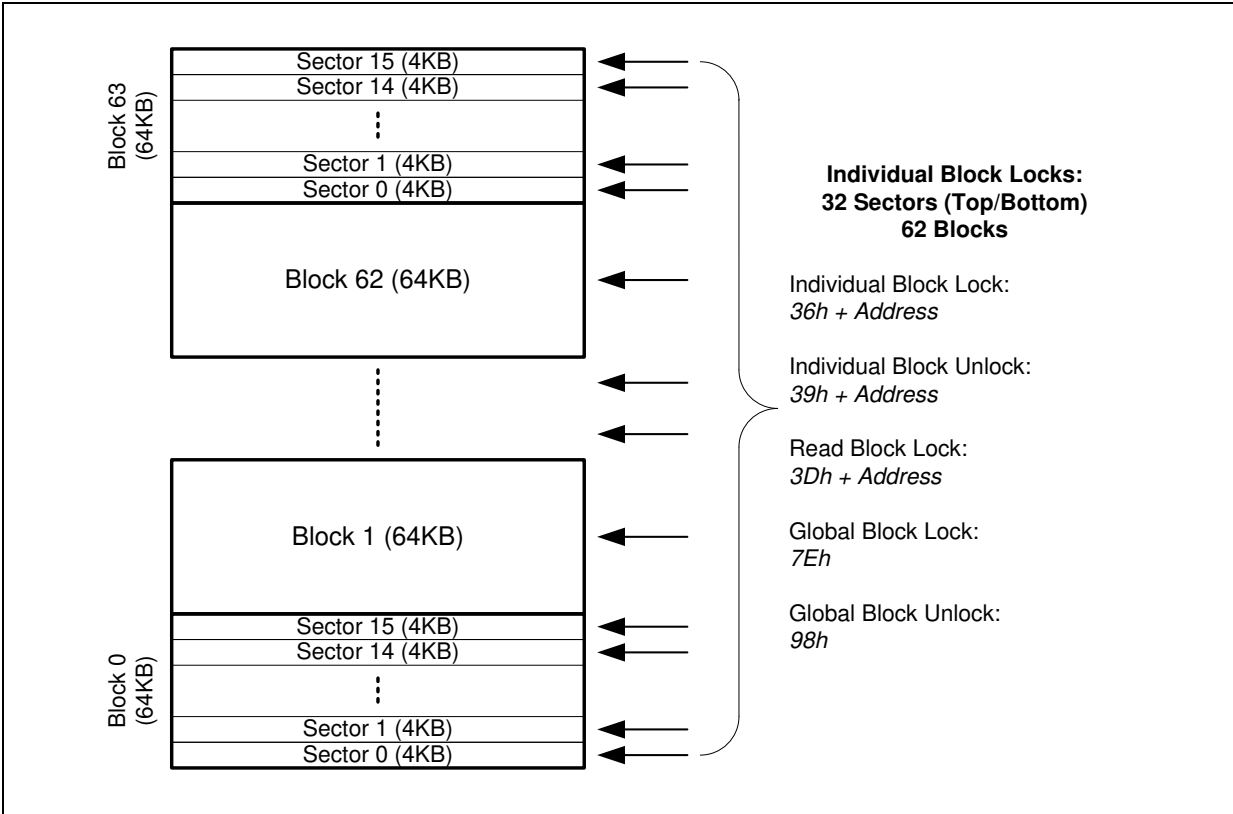 Block 63
(64KB)
Sector 15 (4KB)
Sector 14 (4KB)
Sector 1 (4KB)
Sector 0 (4KB)
Block 62 (64KB)
Block 1 (64KB)
Block 0
(64KB)
Sector 15 (4KB)
Sector 14 (4KB)
Sector 1 (4KB)
Sector 0 (4KB)
Individual Block Locks:
32 Sectors (Top/Bottom)
62 Blocks
Individual Block Lock:
36h + Address
Individual Block Unlock:
39h + Address
Read Block Lock:
3Dh + Address
Global Block Lock:
7Eh
Global Block Unlock:
98h